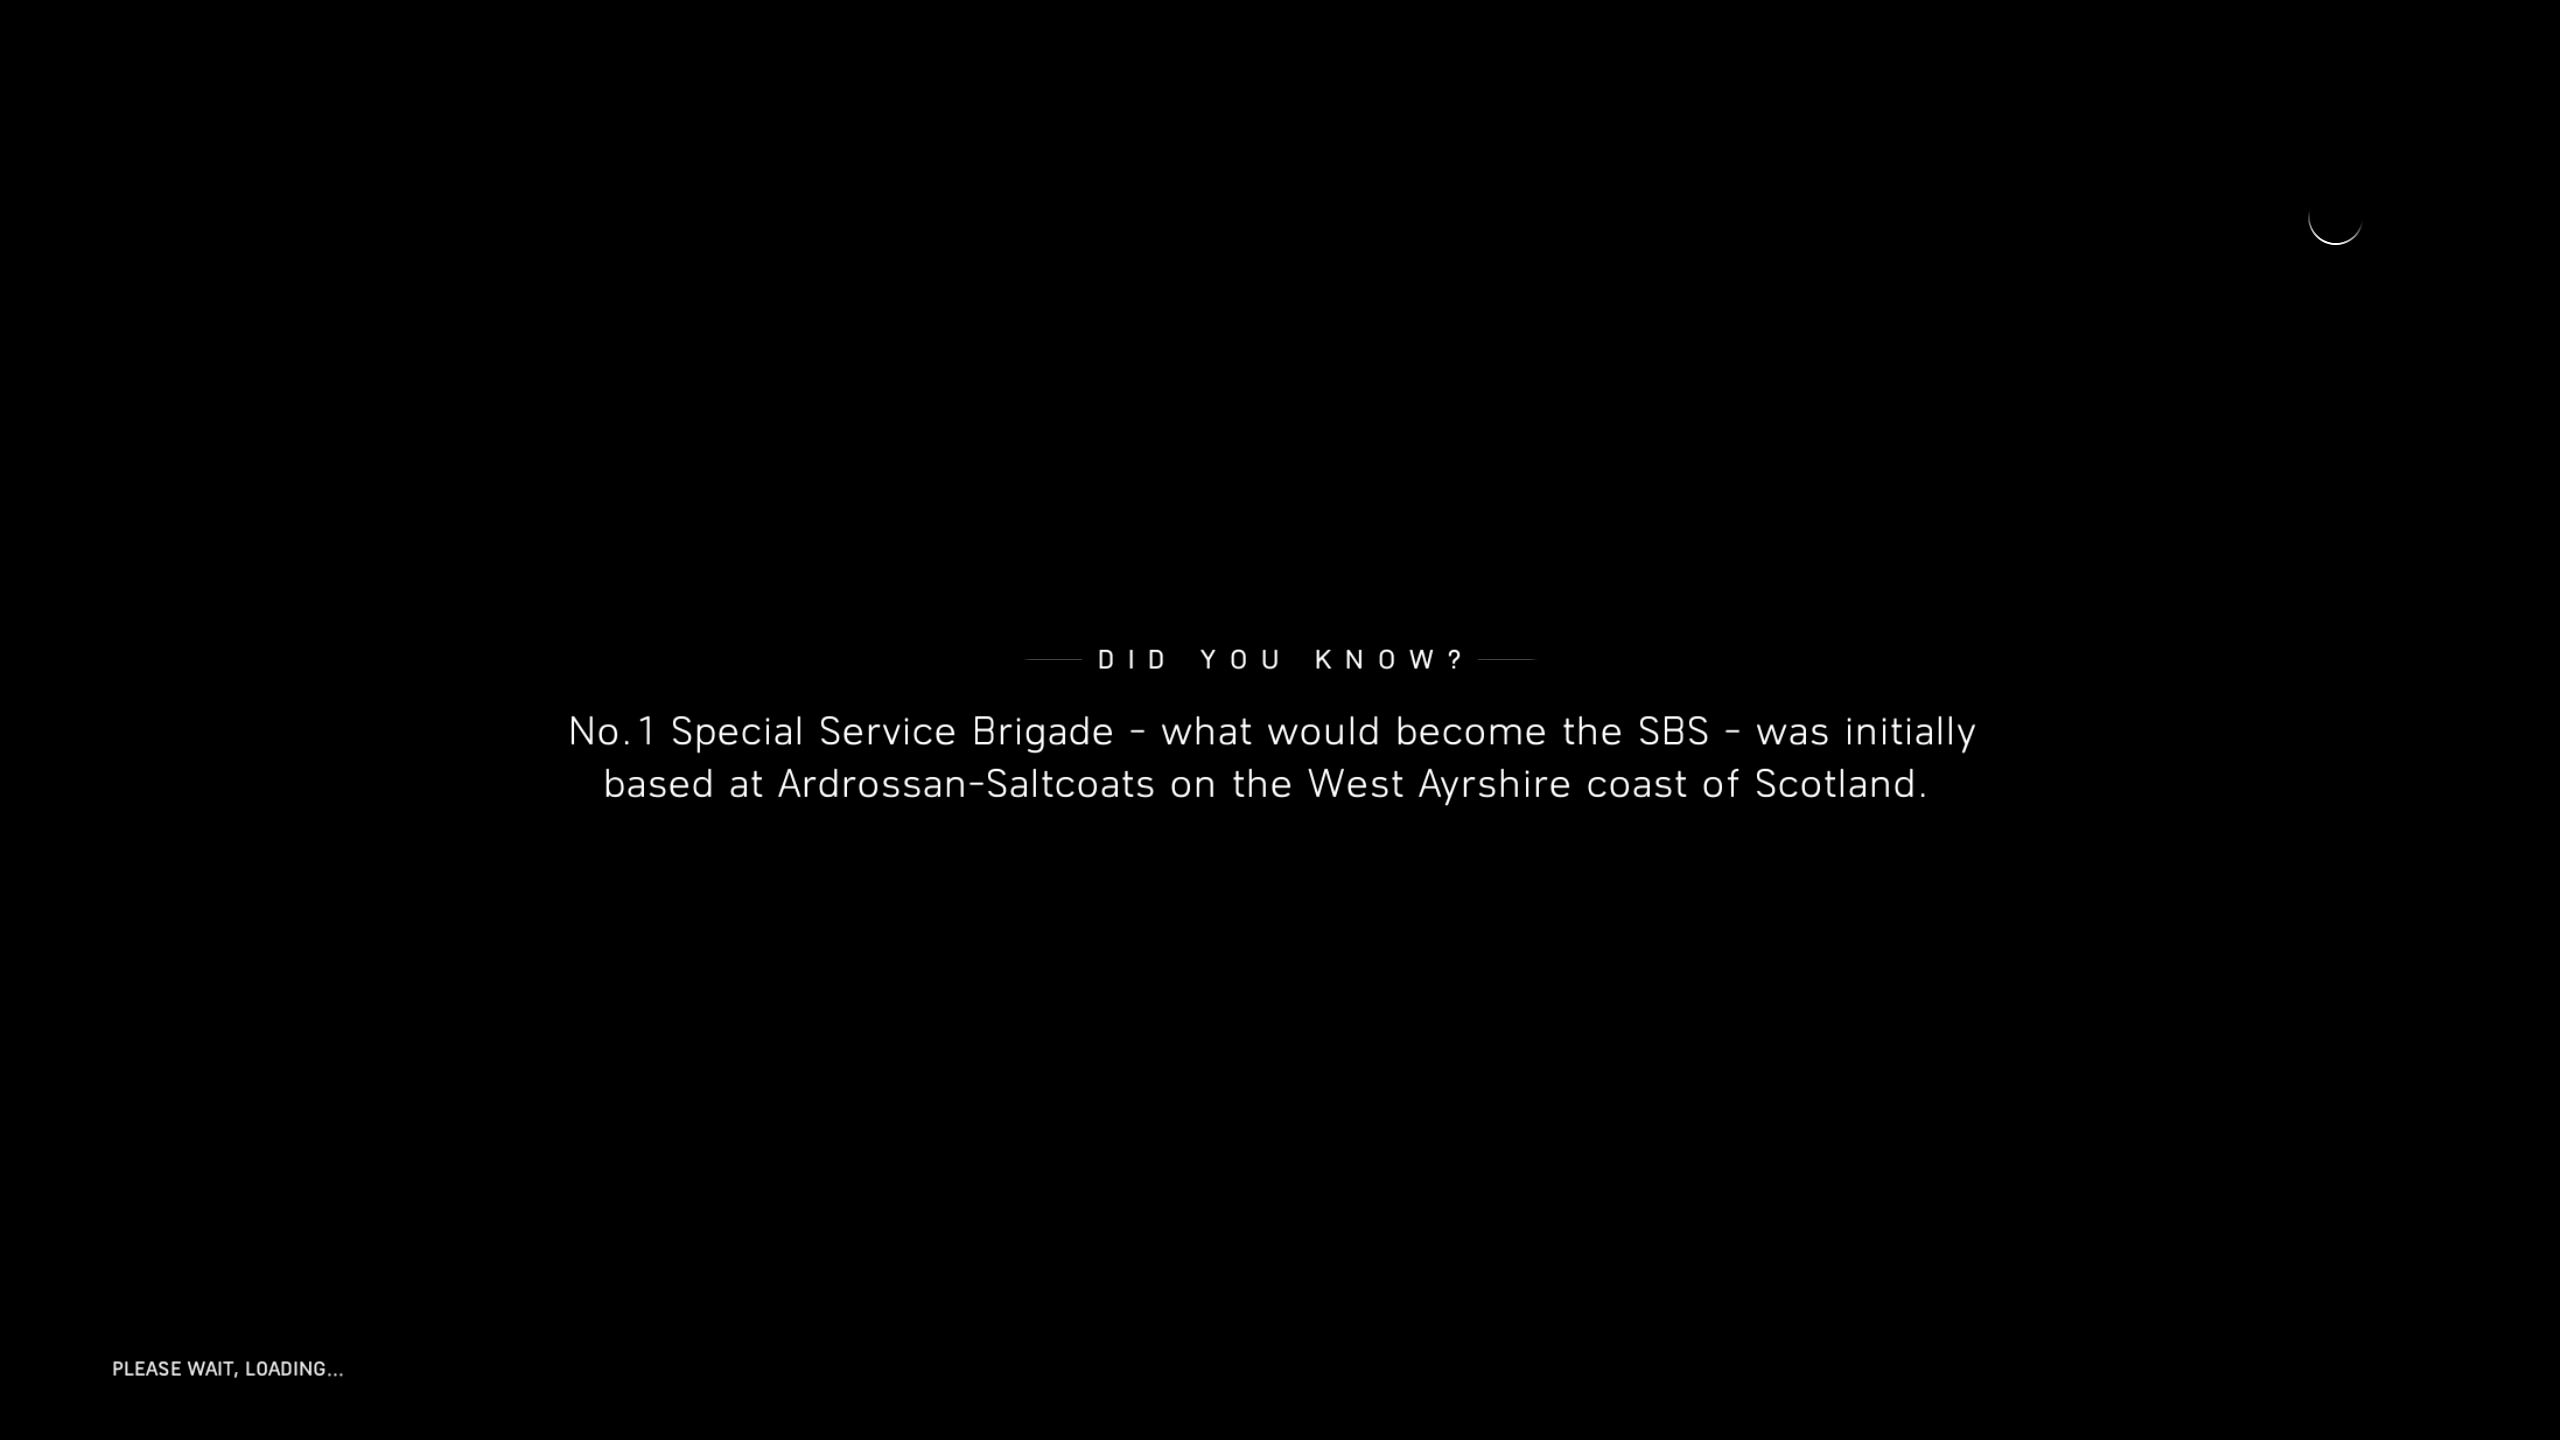 DID YOU KNOW?
No.1 Special Service Brigade - what would become the SBS - was initially
based at Ardrossan-Saltcoats on the West Ayrshire coast of Scotland.
PLEASE WAIT, LOADING...